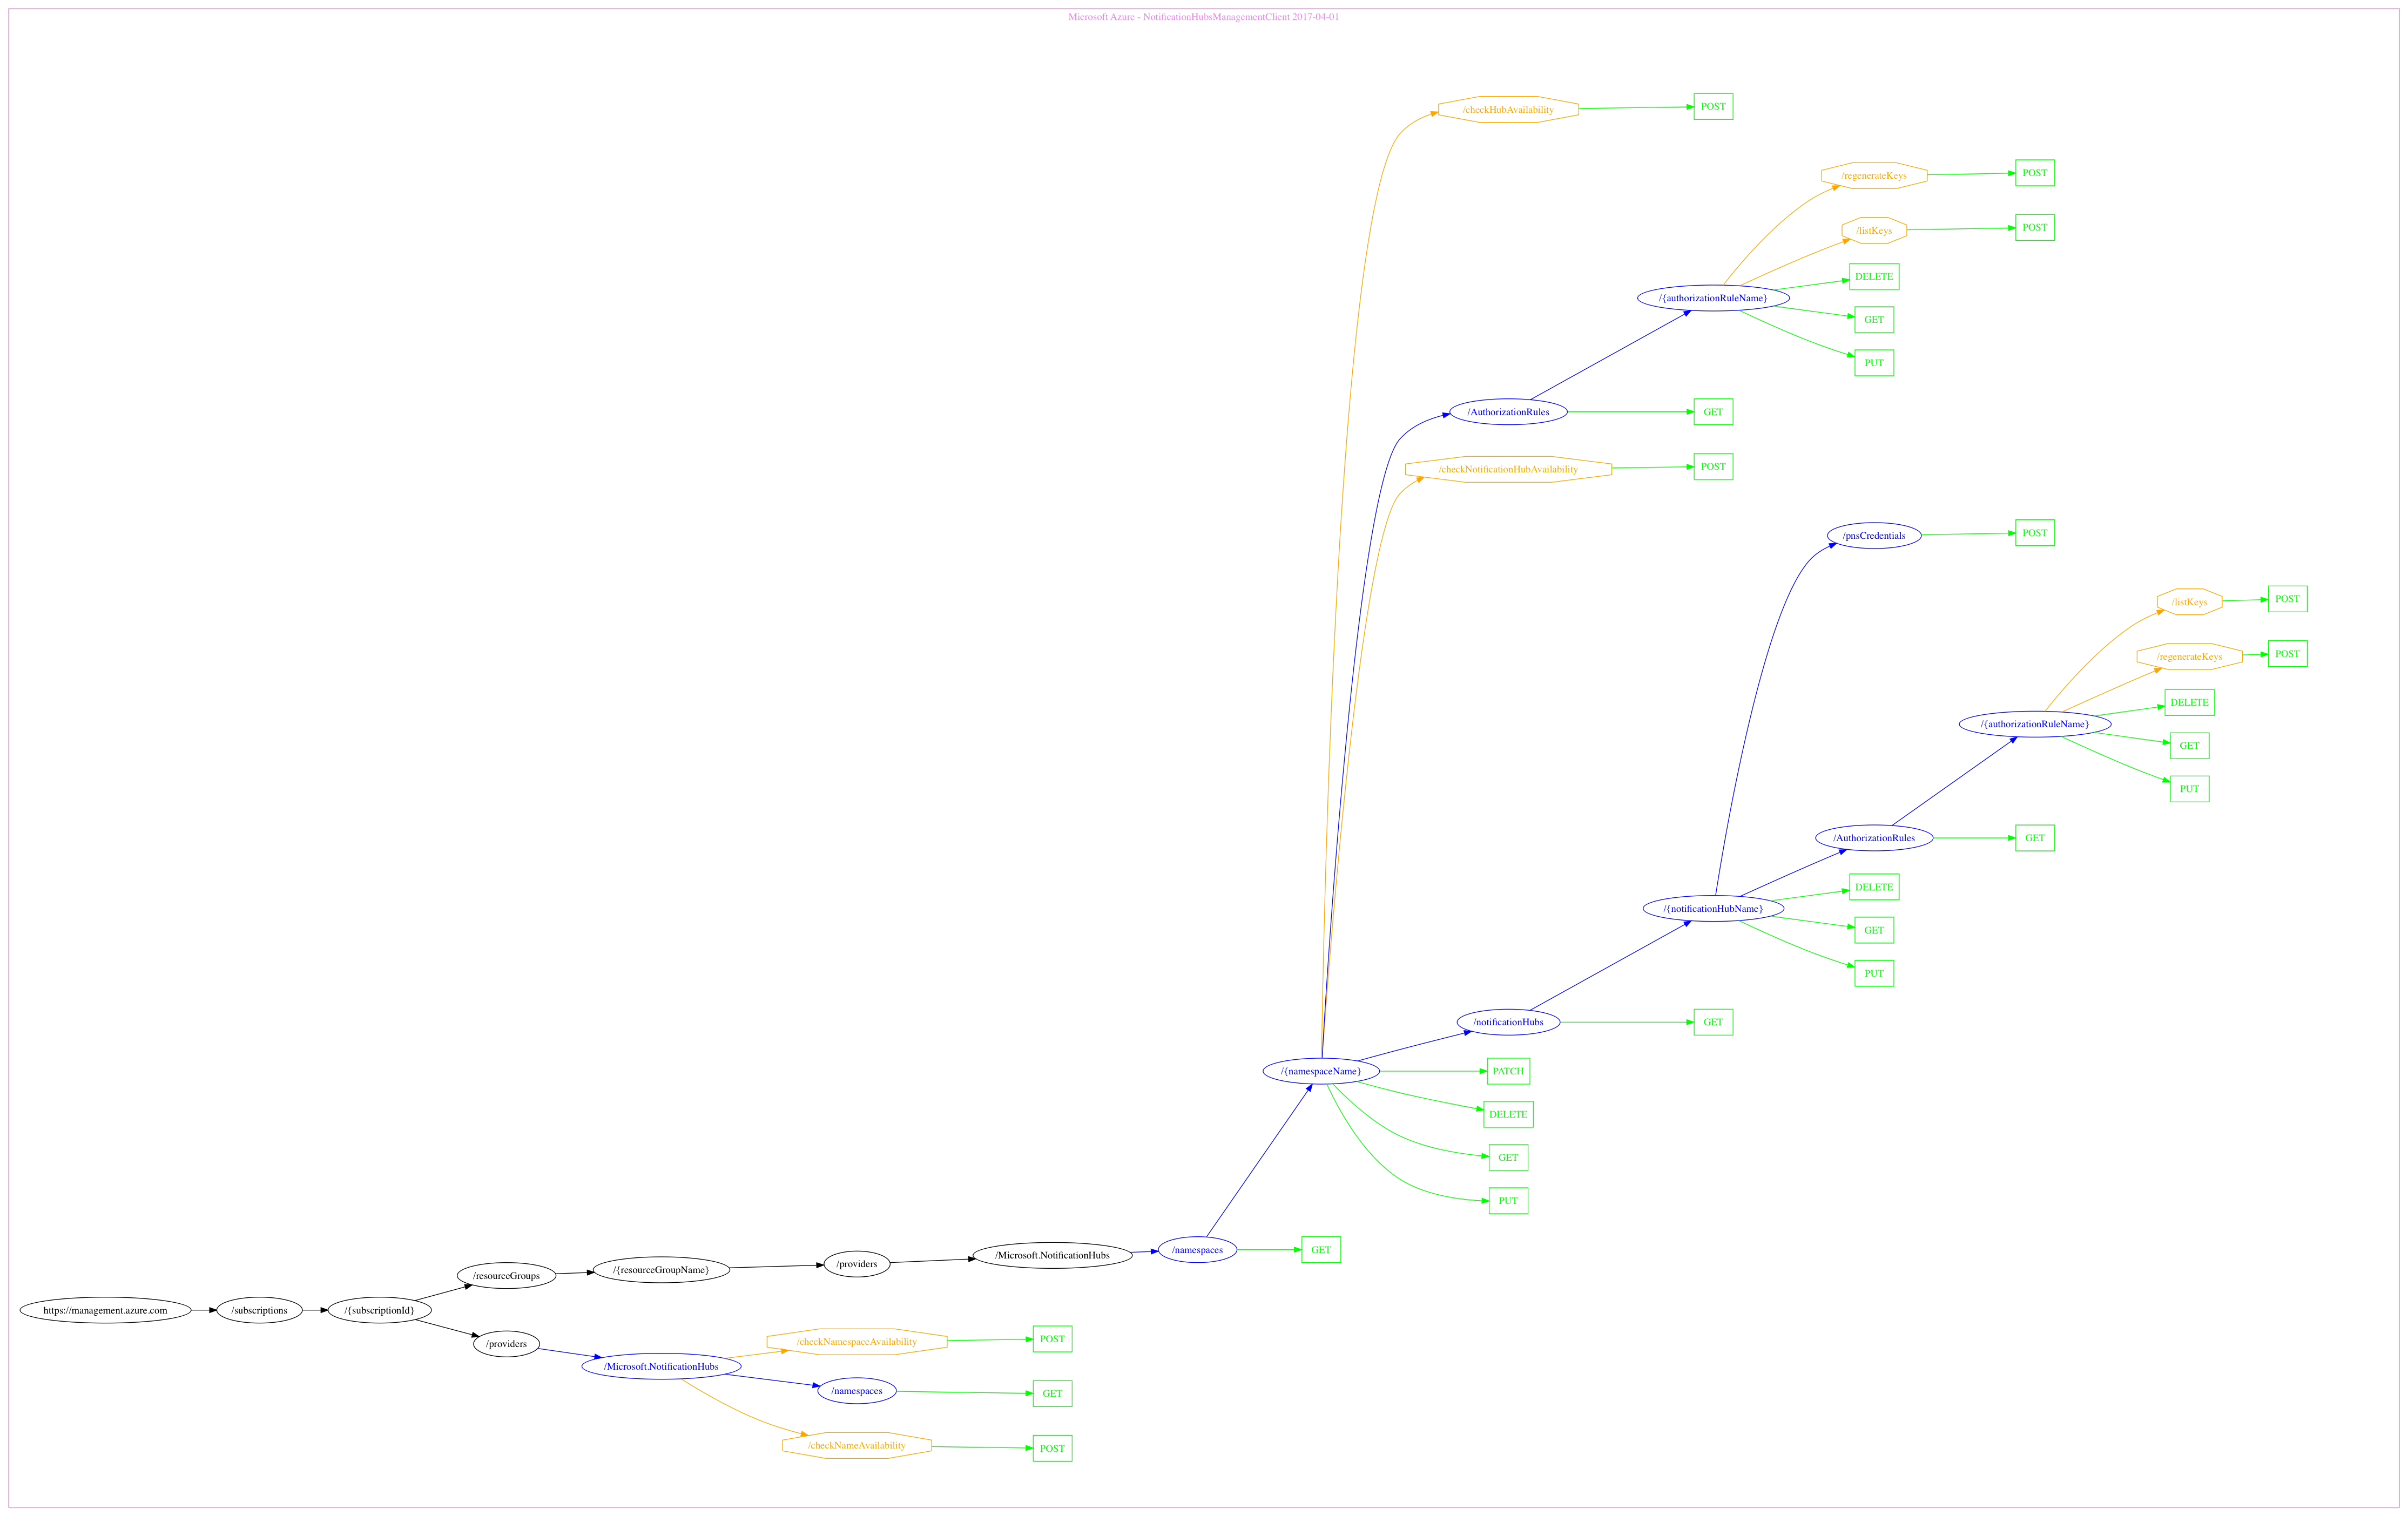 Microsoft Azure - NotificationHubsManagementClient 2017-04-01
/checkHubAvailability
POST
/regenerateKeys
POST
/listKeys
POST
DELETE
/{authorizationRuleName}
GET
PUT
/AuthorizationRules
GET
/checkNotificationHubAvailability
POST
/pnsCredentials
POST
/listKeys
POST
/regenerateKeys
POST
DELETE
/{authorizationRuleName}
GET
PUT
/AuthorizationRules
GET
DELETE
/{notificationHubName}
GET
PUT
/notificationHubs
GET
/{namespaceName}
PATCH
DELETE
GET
PUT
/namespaces
GET
/Microsoft.NotificationHubs
/providers
/{resourceGroupName}
/resourceGroups
https://management.azure.com
/subscriptions
/{subscriptionId}
/providers
/checkNamespaceAvailability
POST
/Microsoft.NotificationHubs
/namespaces
GET
/checkNameAvailability
POST